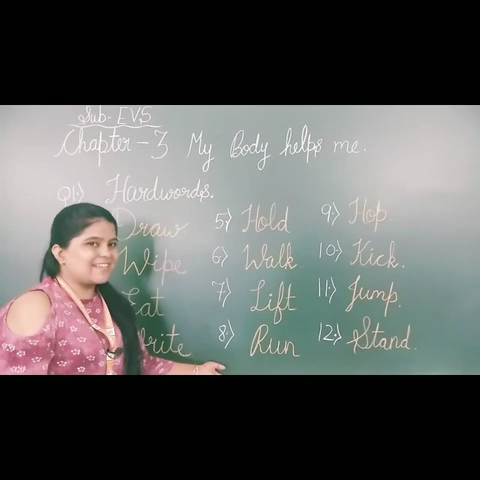 Sub- EVS
Chapter - 3 My Body helps me.
Q1) Hardwords.
Draw 5) Hold 9) Hop.
Wipe 6) Walk 10) Kick.
Eat 7) Lift 11) Jump.
Write 8) Run 12) Stand.